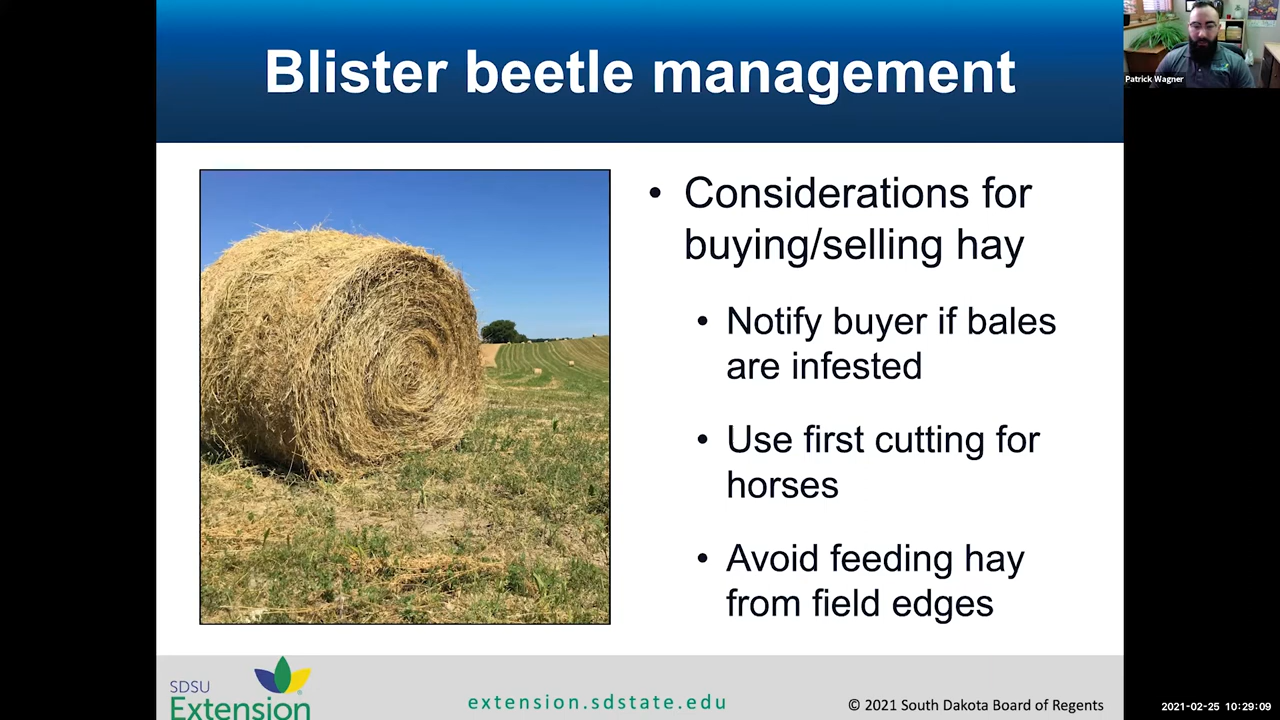 Blister beetle management
Patrick Wagner
• Considerations for
buying/selling hay
• Notify buyer if bales
are infested
• Use first cutting for
horses
• Avoid feeding hay
from field edges
SDSU
Extension
extension.sdstate.edu
© 2021 South Dakota Board of Regents
2021-02-25 10:29:09